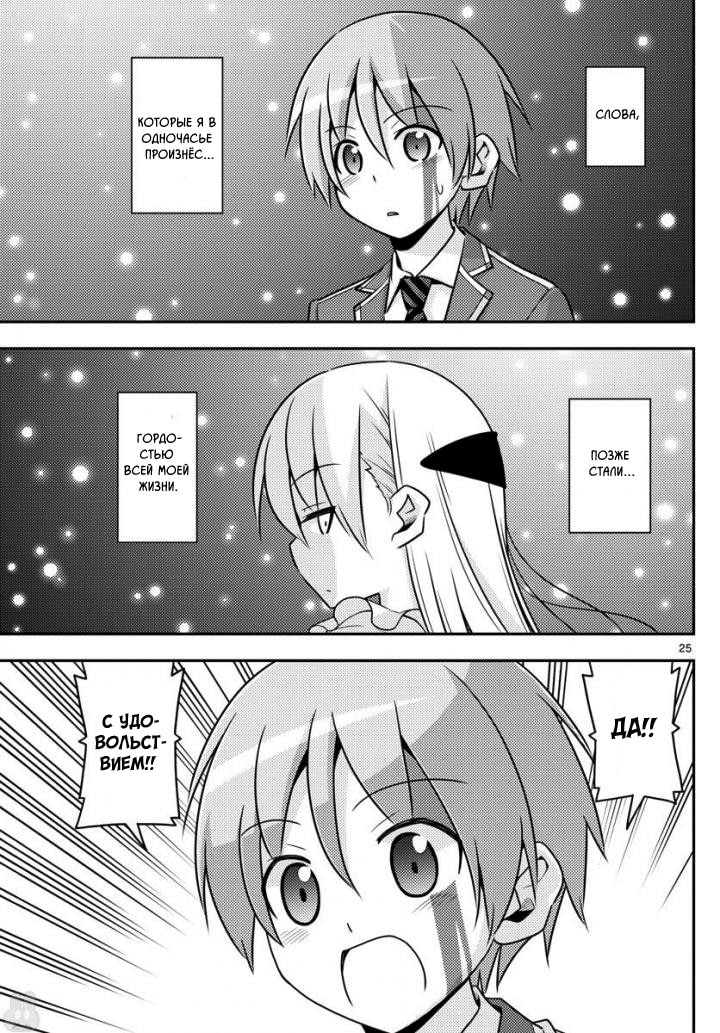 СЛОВА,
КОТОРЫЕ Я В
ОДНОЧАСЬЕ
ПРОИЗНЁС...
ПОЗЖЕ
СТАЛИ...
ГОРДО-
СТЬЮ
ВСЕЙ МОЕЙ
ЖИЗНИ.
25
ДА!!
С УДО-
ВОЛЬСТ-
ВИЕМ!!